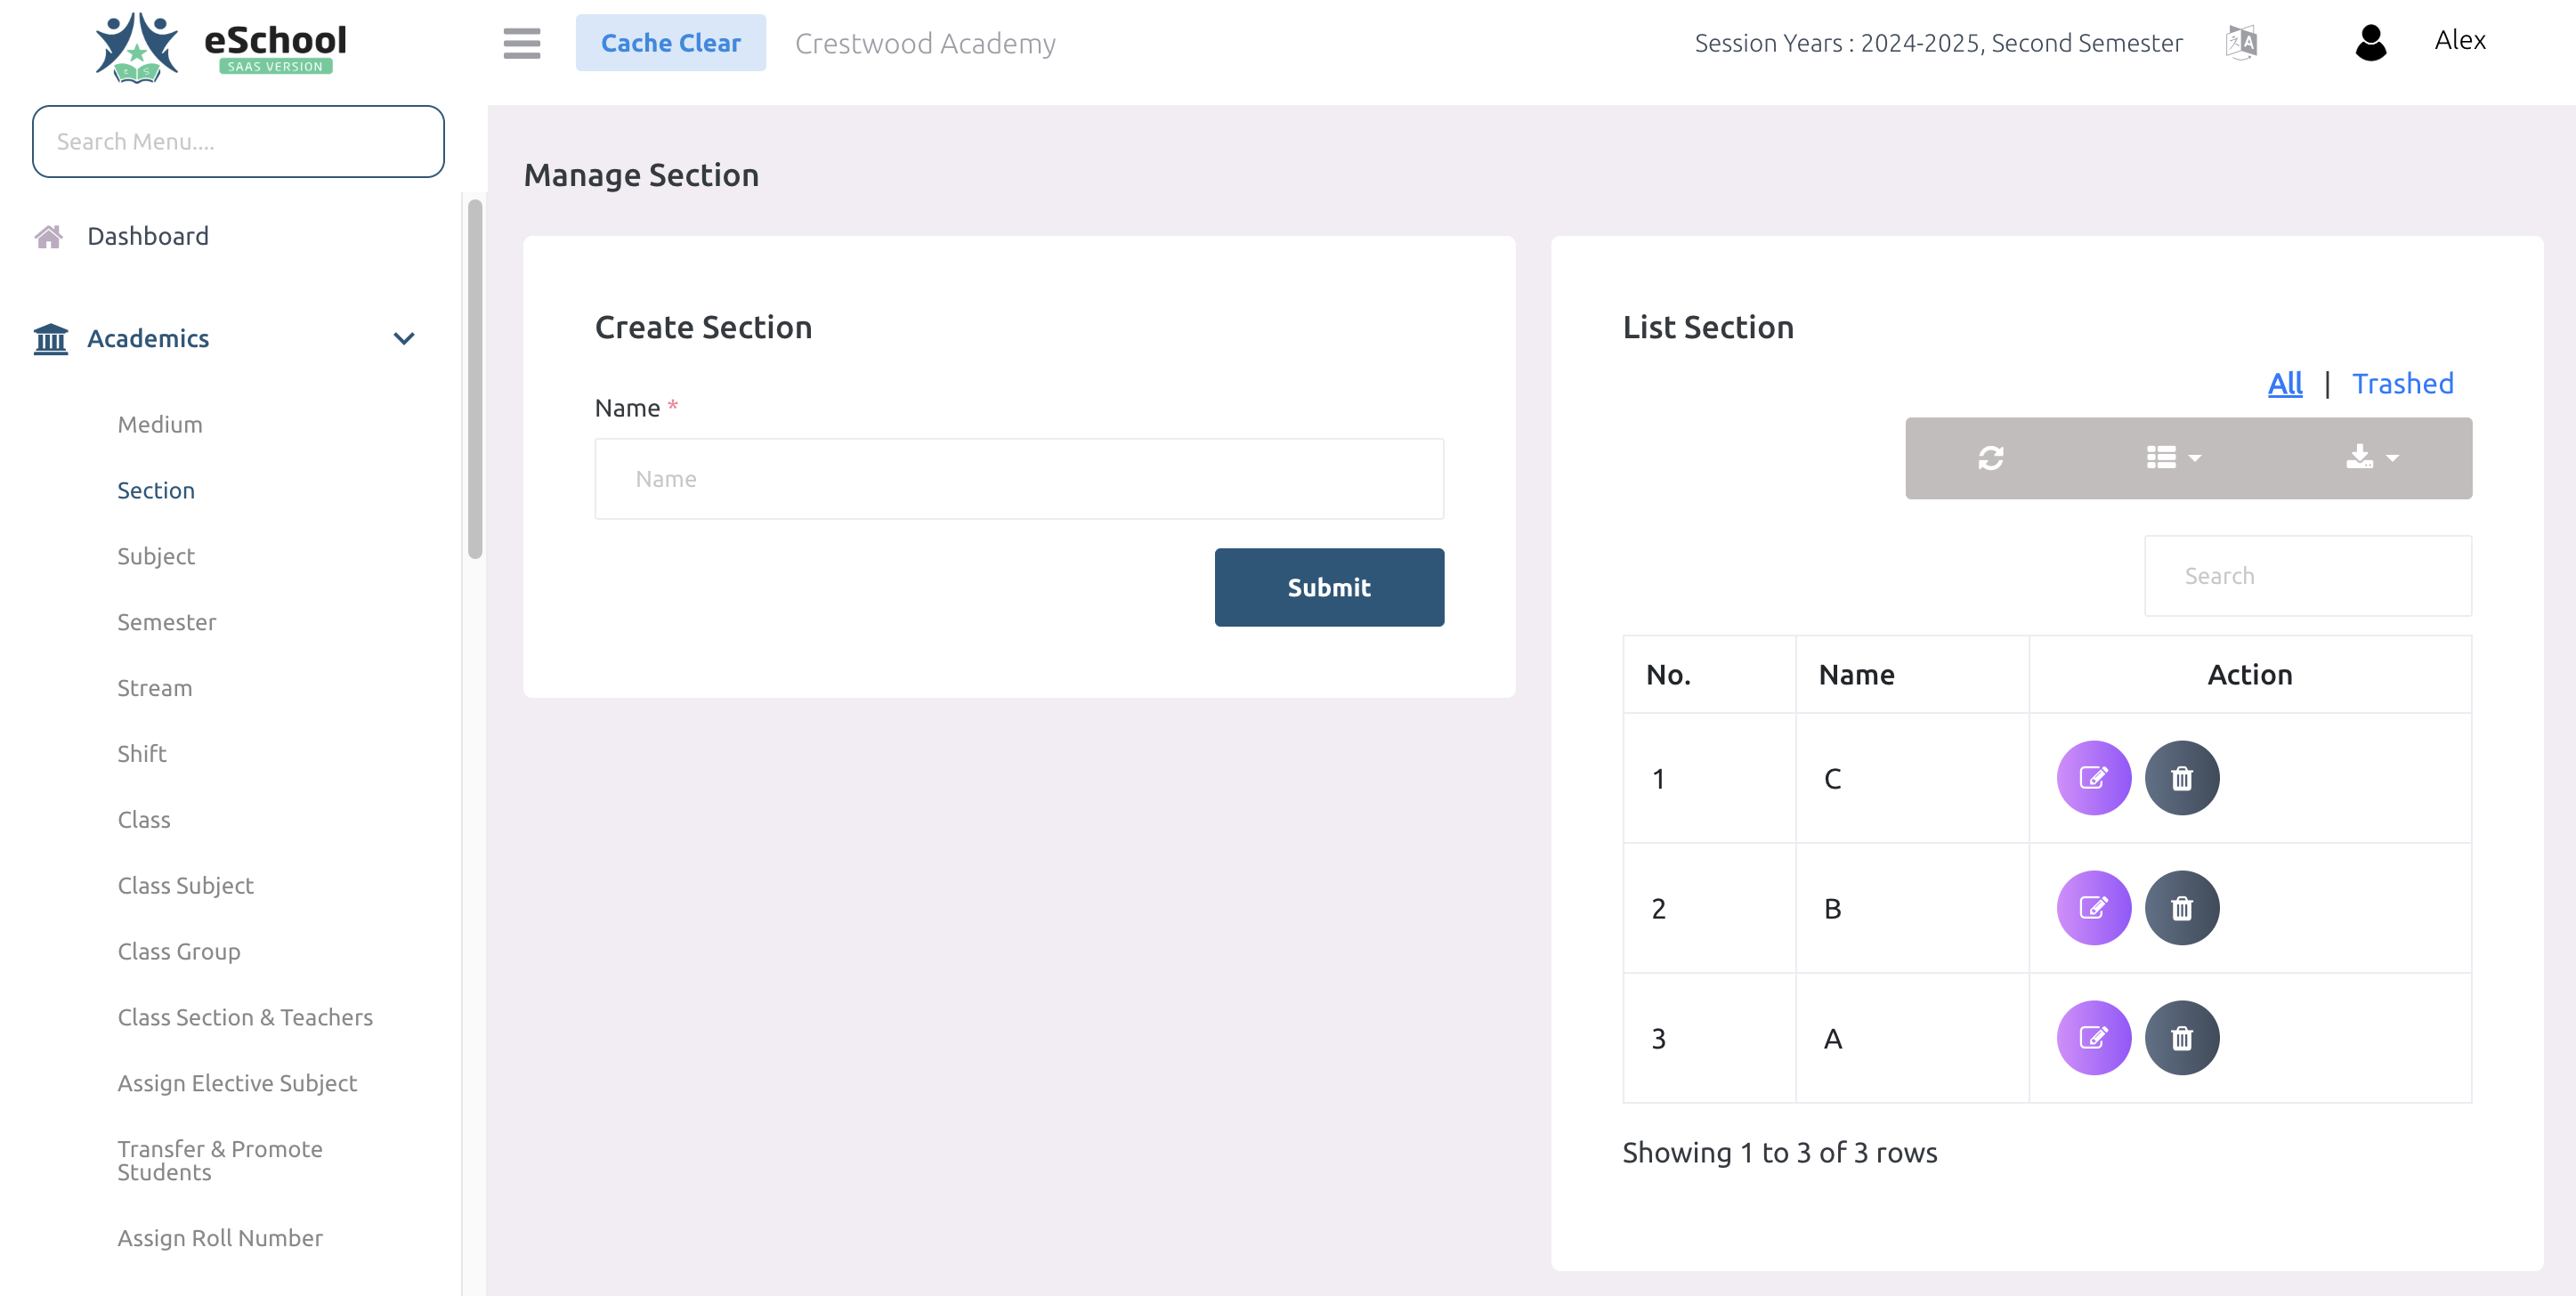 eSchool
SAAS VERSION
Cache Clear
Crestwood Academy
Session Years : 2024-2025, Second Semester
Alex
Search Menu....
Dashboard
Academics
Medium
Section
Subject
Semester
Stream
Shift
Class
Class Subject
Class Group
Class Section & Teachers
Assign Elective Subject
Transfer & Promote
Students
Assign Roll Number
Manage Section
Create Section
Name *
Name
Submit
List Section
All | Trashed
Search
No. Name Action
1 C
2 B
3 A
Showing 1 to 3 of 3 rows